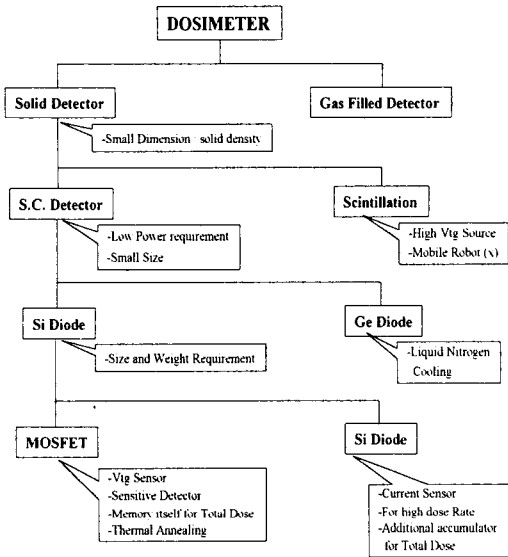 DOSIMETER
Solid Detector
Gas Filled Detector
-Small Dimension solid density
S.C. Detector
Scintillation
-Low Power requirement
-Small Size
-High Vtg Source
-Mobile Robot (x)
Si Diode
Ge Diode
-Size and Weight Requirement
-Liquid Nitrogen
Cooling
MOSFET
Si Diode
-Vtg Sensor
-Sensitive Detector
-Memory itself for Total Dose
-Thermal Annealing
-Current Sensor
-For high dose Rate
-Additional accumulator
for Total Dose